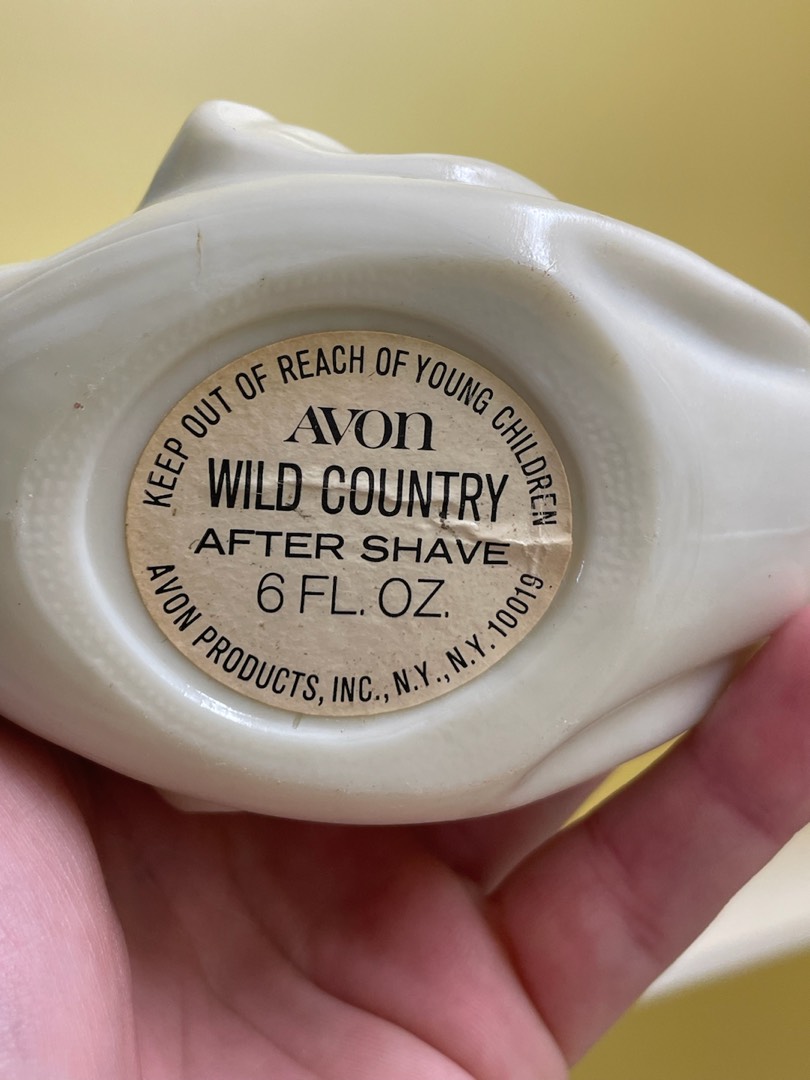 KEEP OUT OF REACH OF YOUNG CHILDREN
AVON
WILD COUNTRY
AFTER SHAVE
6 FL. OZ.
AVON PRODUCTS, INC., N.Y., N.Y. 10019